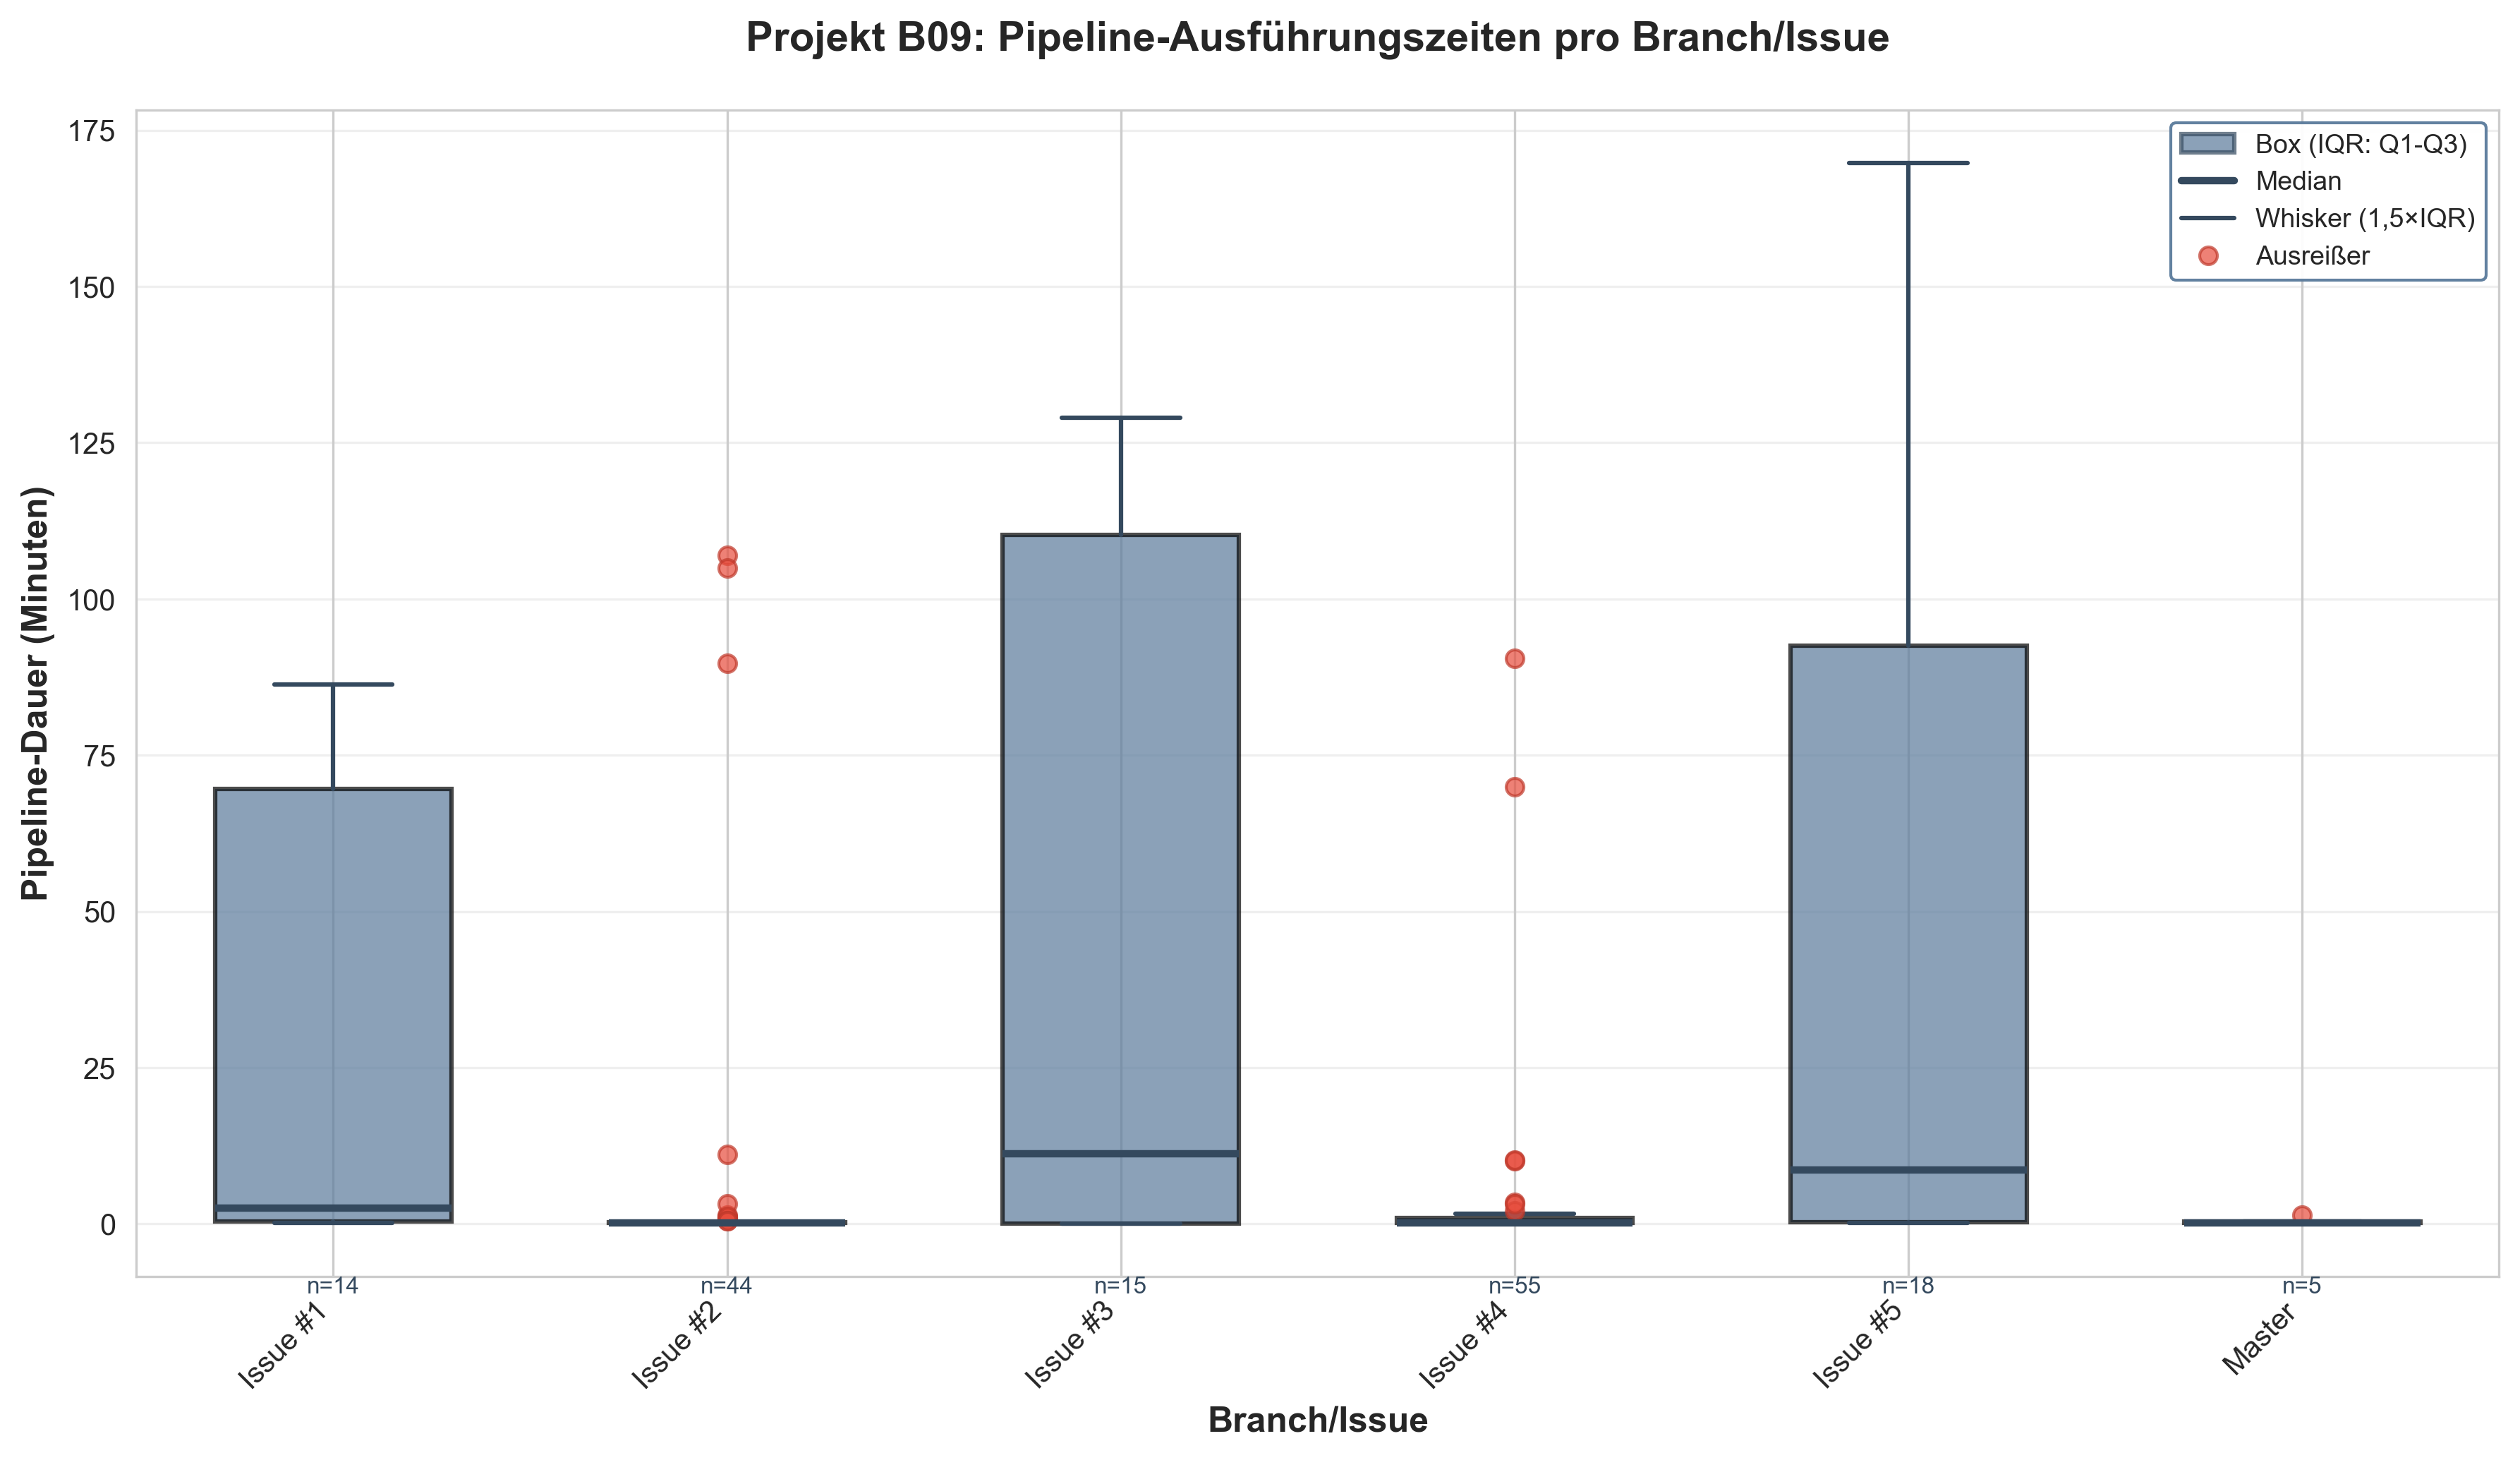 Projekt B09: Pipeline-Ausführungszeiten pro Branch/Issue
Box (IQR: Q1-Q3)
Median
Whisker (1,5×IQR)
Ausreißer
Pipeline-Dauer (Minuten)
175
150
125
100
75
50
25
0
n=14
n=44
n=15
n=55
n=18
n=5
Issue #1
Issue #2
Issue #3
Issue #4
Issue #5
Master
Branch/Issue